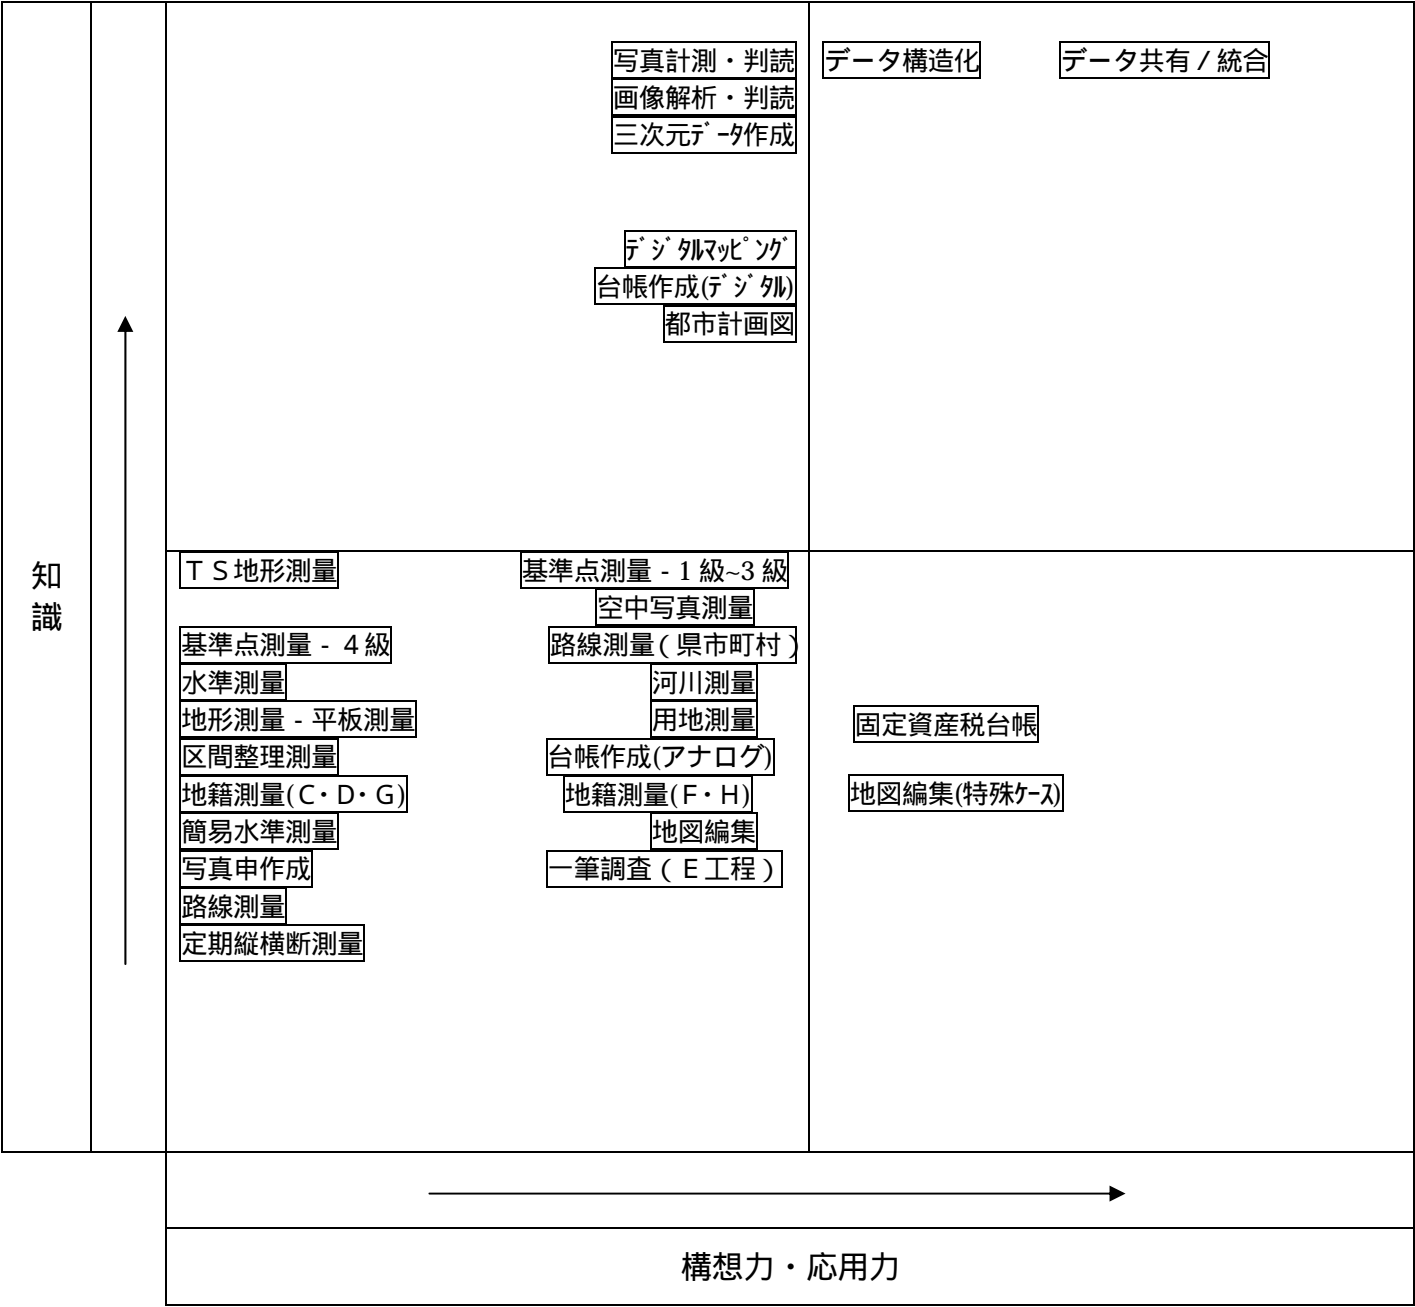 写真計測・判読
画像解析・判読
三次元ﾃﾞｰﾀ作成
ﾃﾞｼﾞﾀﾙﾏｯﾋﾟﾝｸﾞ
台帳作成(ﾃﾞｼﾞﾀﾙ)
都市計画図
データ構造化
データ共有 / 統合
知
識
ＴＳ地形測量
基準点測量 - ４級
水準測量
地形測量 - 平板測量
区間整理測量
地籍測量(Ｃ・Ｄ・Ｇ)
簡易水準測量
写真申作成
路線測量
定期縦横断測量
基準点測量 - 1 級~3 級
空中写真測量
路線測量（県市町村）
河川測量
用地測量
台帳作成(アナログ)
地籍測量(Ｆ・Ｈ)
地図編集
一筆調査（Ｅ工程）
固定資産税台帳
地図編集(特殊ｹｰｽ)
構想力・応用力